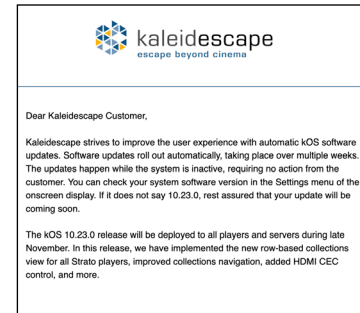 kaleidescape
escape beyond cinema
Dear Kaleidescape Customer,
Kaleidescape strives to improve the user experience with automatic kOS software
updates. Software updates roll out automatically, taking place over multiple weeks.
The updates happen while the system is inactive, requiring no action from the
customer. You can check your system software version in the Settings menu of the
onscreen display. If it does not say 10.23.0, rest assured that your update will be
coming soon.
The kOS 10.23.0 release will be deployed to all players and servers during late
November. In this release, we have implemented the new row-based collections
view for all Strato players, improved collections navigation, added HDMI CEC
control, and more.